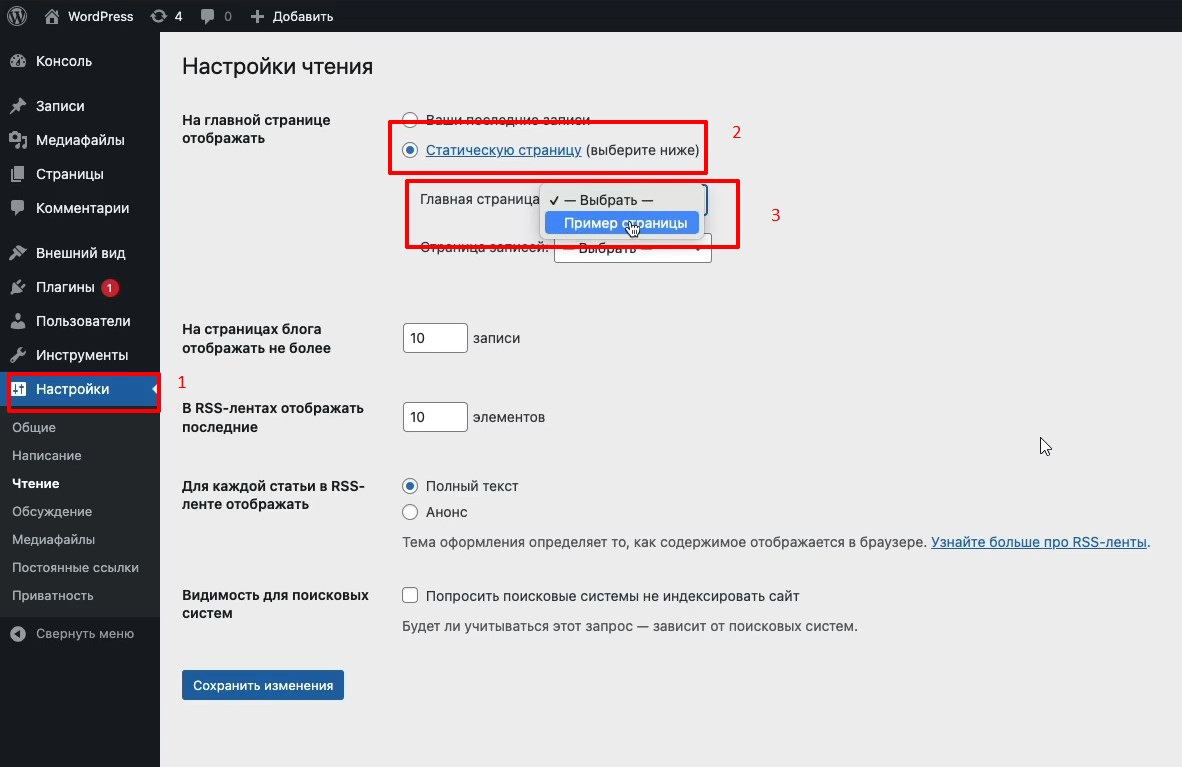 WordPress 4 0 Добавить
Консоль
Записи
Медиафайлы
Страницы
Комментарии
Внешний вид
Плагины 1
Пользователи
Инструменты
Настройки
1
Общие
Написание
Чтение
Обсуждение
Медиафайлы
Постоянные ссылки
Приватность
Свернуть меню
Настройки чтения
На главной странице
отображать
Ваши последние записи
Статическую страницу (выберите ниже)
2
Главная страница
— Выбрать —
Пример страницы
3
Страница записей:
— Выбрать —
На страницах блога
отображать не более
10 записи
В RSS-лентах отображать
последние
10 элементов
Для каждой статьи в RSS-
ленте отображать
Полный текст
Анонс
Тема оформления определяет то, как содержимое отображается в браузере. Узнайте больше про RSS-ленты.
Видимость для поисковых
систем
Попросить поисковые системы не индексировать сайт
Будет ли учитываться этот запрос — зависит от поисковых систем.
Сохранить изменения